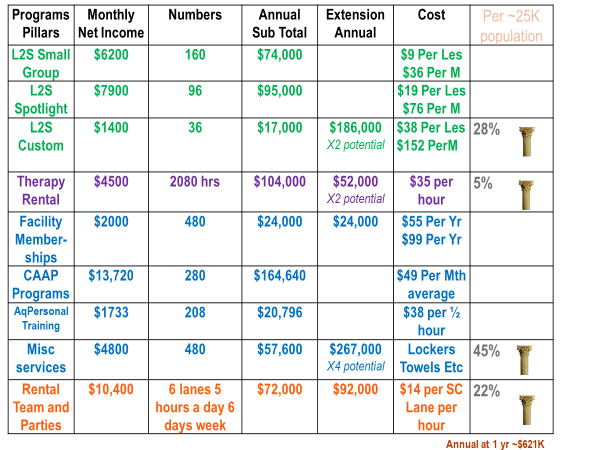 Programs Pillars | Monthly Net Income | Numbers | Annual Sub Total | Extension Annual | Cost | Per ~25K population
L2S Small Group | $6200 | 160 | $74,000 | | $9 Per Les $36 Per M
L2S Spotlight | $7900 | 96 | $95,000 | | $19 Per Les $76 Per M
L2S Custom | $1400 | 36 | $17,000 | $186,000 X2 potential | $38 Per Les $152 PerM | 28%
Therapy Rental | $4500 | 2080 hrs | $104,000 | $52,000 X2 potential | $35 per hour | 5%
Facility Member-ships | $2000 | 480 | $24,000 | $24,000 | $55 Per Yr $99 Per Yr
CAAP Programs | $13,720 | 280 | $164,640 | | $49 Per Mth average
AqPersonal Training | $1733 | 208 | $20,796 | | $38 per ½ hour
Misc services | $4800 | 480 | $57,600 | $267,000 X4 potential | Lockers Towels Etc | 45%
Rental Team and Parties | $10,400 | 6 lanes 5 hours a day 6 days week | $72,000 | $92,000 | $14 per SC Lane per hour | 22%
Annual at 1 yr ~$621K